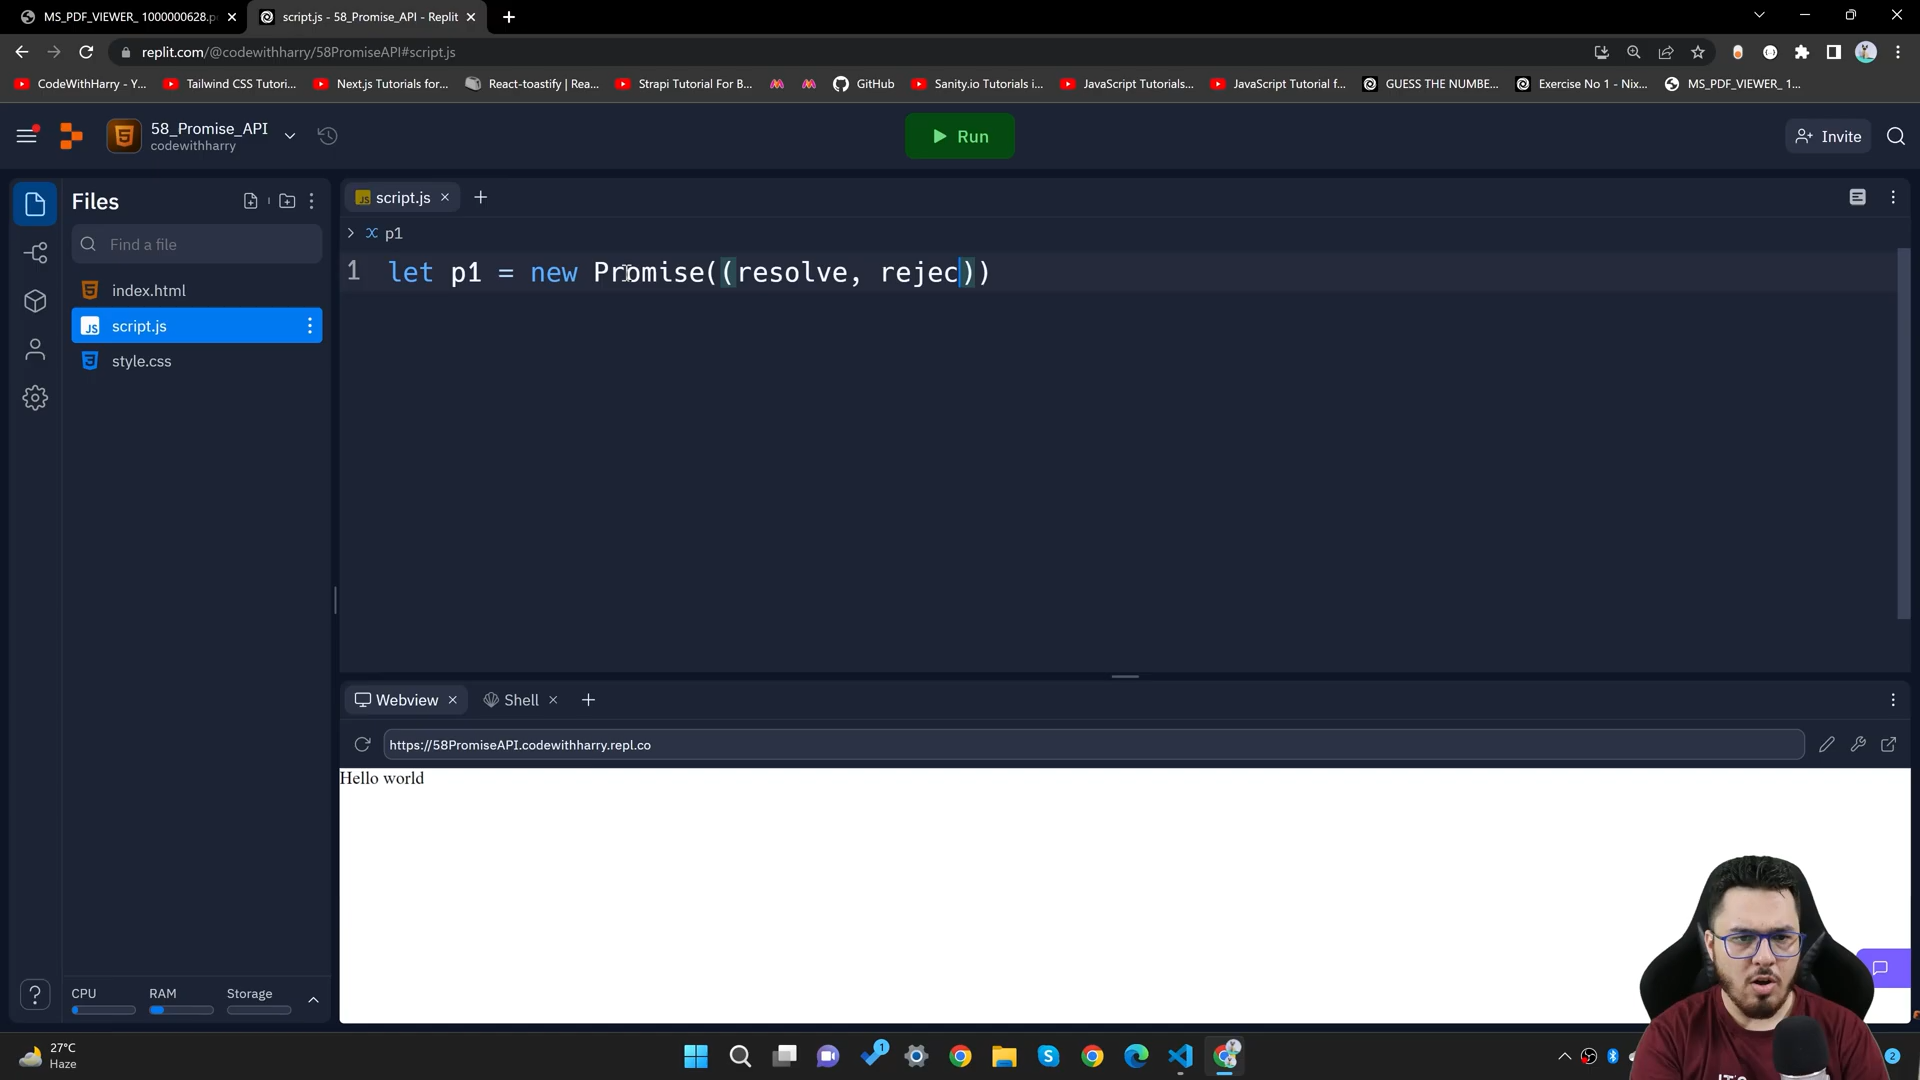 MS_PDF_VIEWER_ 1000000628.p
script.js - 58_Promise_API - Replit
replit.com/@codewithharry/58PromiseAPI#script.js
CodeWithHarry - Y...
Tailwind CSS Tutori...
Next.js Tutorials for...
React-toastify | Rea...
Strapi Tutorial For B...
GitHub
Sanity.io Tutorials i...
JavaScript Tutorials...
JavaScript Tutorial f...
GUESS THE NUMBE...
Exercise No 1 - Nix...
MS_PDF_VIEWER_ 1...
58_Promise_API
codewithharry
Run
Invite
Files
script.js
Find a file
p1
1 let p1 = new Promise((resolve, rejec))
index.html
JS script.js
style.css
Webview
Shell
https://58PromiseAPI.codewithharry.repl.co
Hello world
CPU
RAM
Storage
27°C
Haze
1
2
IT'S